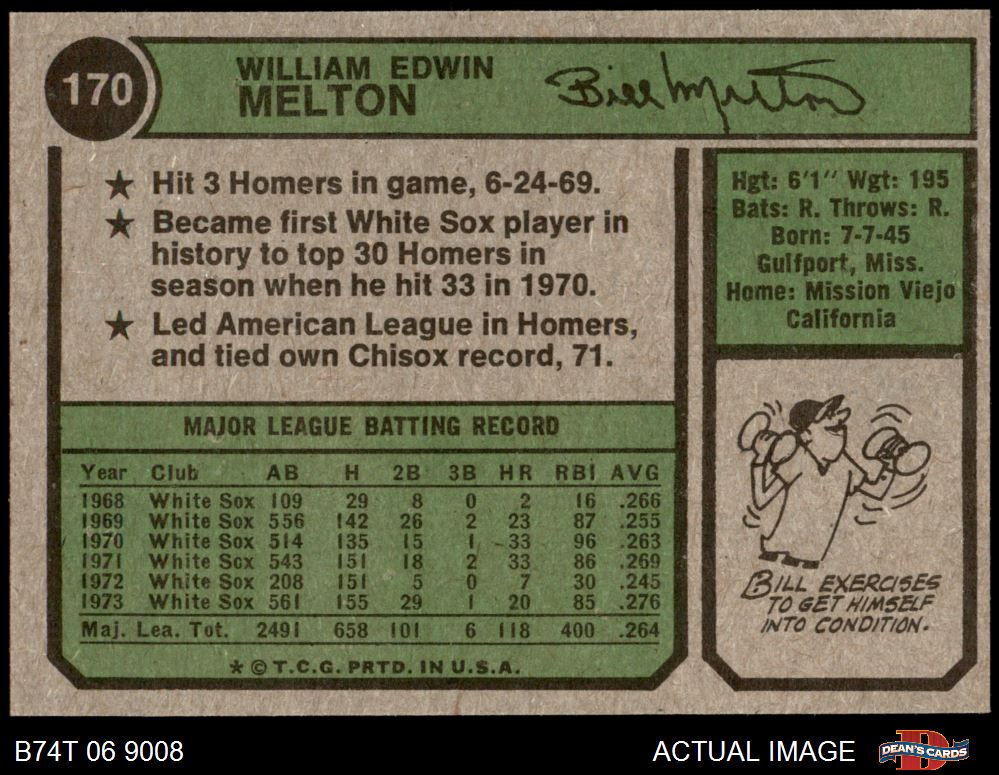 170
WILLIAM EDWIN
MELTON
Bill Melton
★ Hit 3 Homers in game, 6-24-69.
★ Became first White Sox player in
history to top 30 Homers in
season when he hit 33 in 1970.
★ Led American League in Homers,
and tied own Chisox record, 71.
Hgt: 6'1" Wgt: 195
Bats: R. Throws: R.
Born: 7-7-45
Gulfport, Miss.
Home: Mission Viejo
California
MAJOR LEAGUE BATTING RECORD
Year Club AB H 2B 3B HR RBI AVG
1968 White Sox 109 29 8 0 2 16 .266
1969 White Sox 556 142 26 2 23 87 .255
1970 White Sox 514 135 15 1 33 96 .263
1971 White Sox 543 151 18 2 33 86 .269
1972 White Sox 208 151 5 0 7 30 .245
1973 White Sox 561 155 29 1 20 85 .276
Maj. Lea. Tot. 2491 658 101 6 118 400 .264
* © T.C.G. PRTD. IN U.S.A.
BILL EXERCISES
TO GET HIMSELF
INTO CONDITION.
B74T 06 9008
ACTUAL IMAGE
DEAN'S CARDS